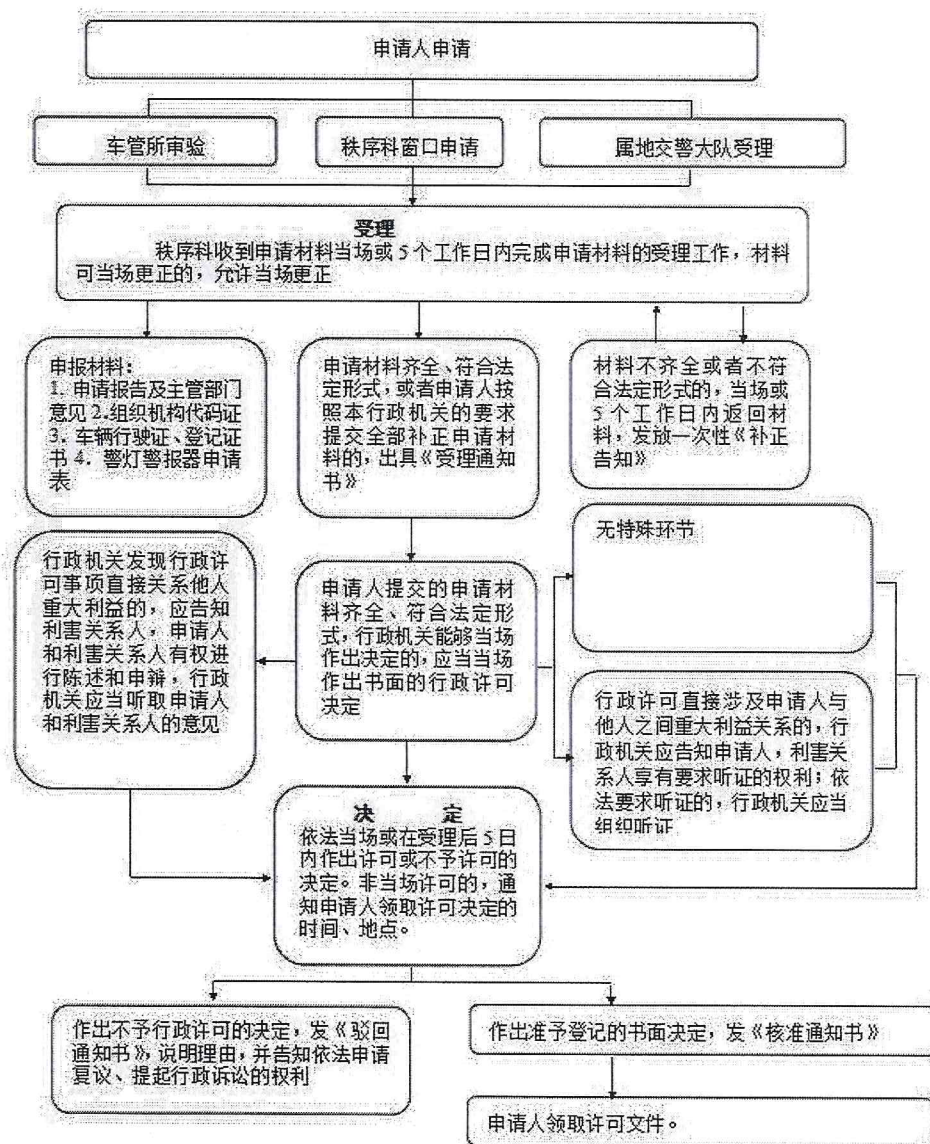 申请人申请
车管所审验
秩序科窗口申请
属地交警大队受理
受理
秩序科收到申请材料当场或5个工作日内完成申请材料的受理工作，材料
可当场更正的，允许当场更正
申报材料：
1. 申请报告及主管部门
意见 2.组织机构代码证
3. 车辆行驶证、登记证
书 4. 警灯警报器申请
表
申请材料齐全、符合法
定形式，或者申请人按
照本行政机关的要求
提交全部补正申请材
料的，出具《受理通知
书》
材料不齐全或者不符
合法定形式的，当场或
5个工作日内返回材
料，发放一次性《补正
告知》
行政机关发现行政许
可事项直接关系他人
重大利益的，应告知
利害关系人，申请人
和利害关系人有权进
行陈述和申辩，行政
机关应当听取申请人
和利害关系人的意见
申请人提交的申请材
料齐全、符合法定形
式，行政机关能够当场
作出决定的，应当当场
作出书面的行政许可
决定
无特殊环节
行政许可直接涉及申请人与
他人之间重大利益关系的，行
政机关应告知申请人，利害关
系人享有要求听证的权利；依
法要求听证的，行政机关应当
组织听证
决 定
依法当场或在受理后5日
内作出许可或不予许可的
决定。非当场许可的，通
知申请人领取许可决定的
时间、地点。
作出不予行政许可的决定，发《驳回
通知书》，说明理由，并告知依法申请
复议、提起行政诉讼的权利
作出准予登记的书面决定，发《核准通知书》
申请人领取许可文件。